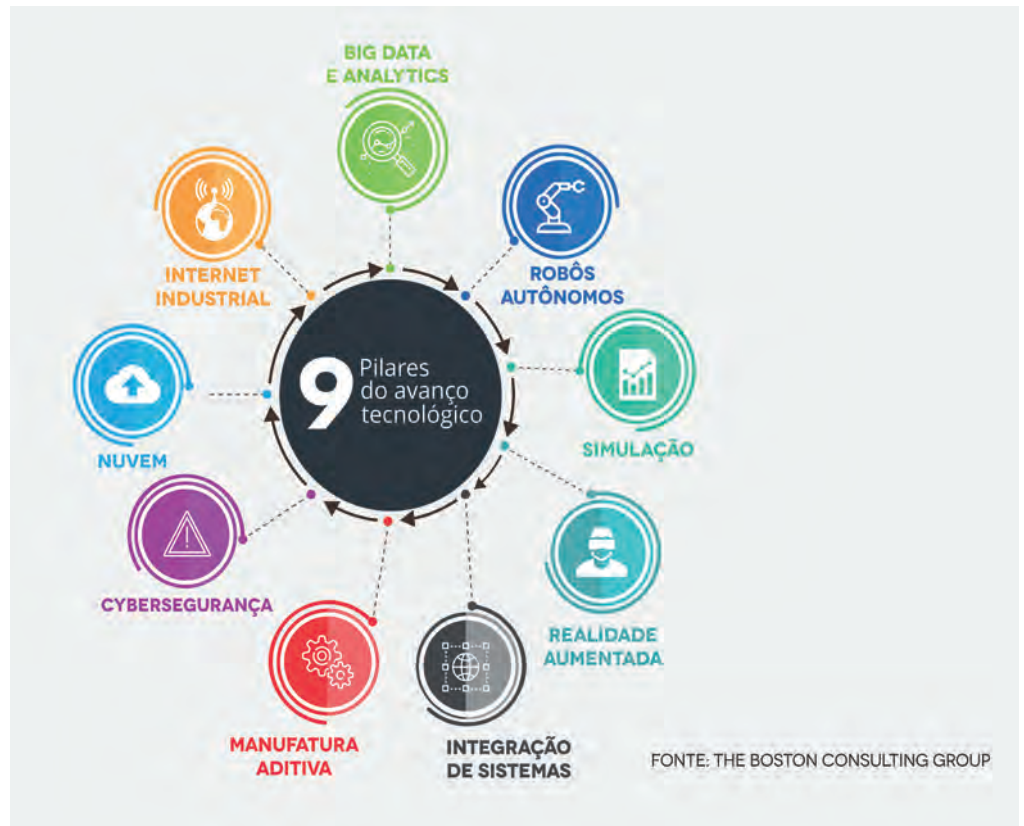 BIG DATA
E ANALYTICS
ROBÔS
AUTÔNOMOS
SIMULAÇÃO
REALIDADE
AUMENTADA
INTEGRAÇÃO
DE SISTEMAS
MANUFATURA
ADITIVA
CYBERSEGURANÇA
NUVEM
INTERNET
INDUSTRIAL
9 Pilares
do avanço
tecnológico
FONTE: THE BOSTON CONSULTING GROUP